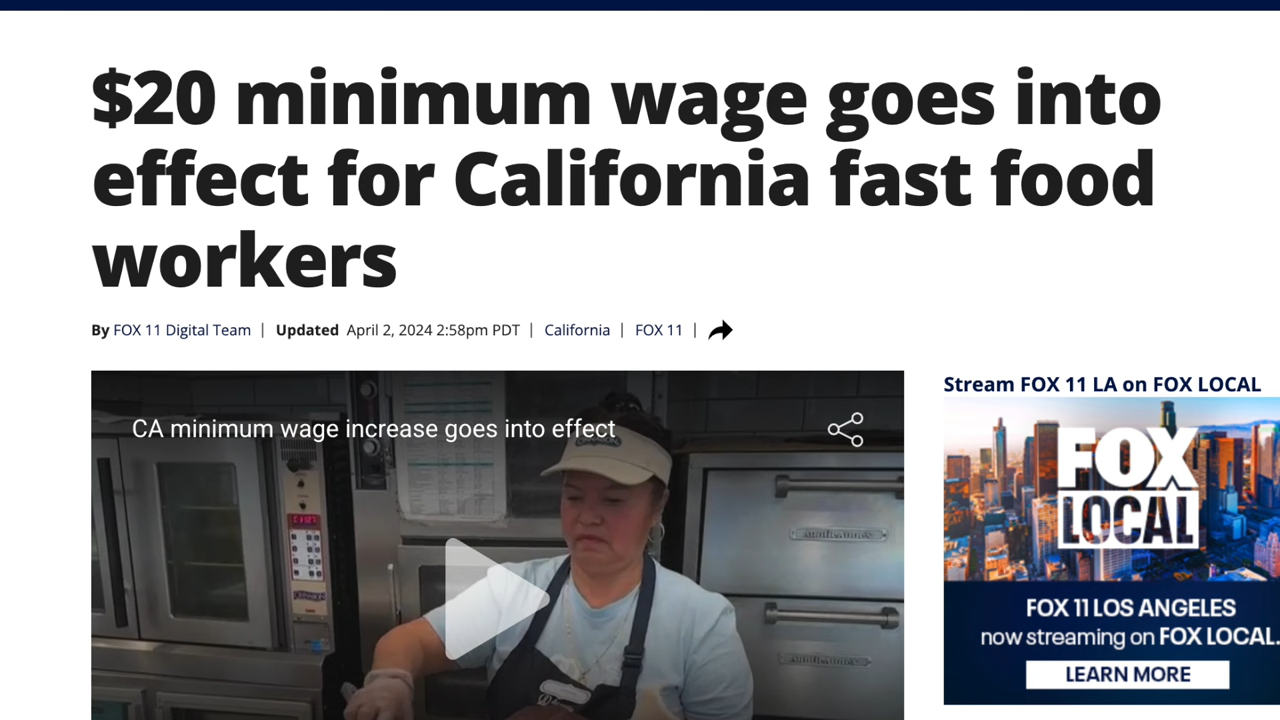 $20 minimum wage goes into
effect for California fast food
workers
By FOX 11 Digital Team | Updated April 2, 2024 2:58pm PDT | California | FOX 11 |
CA minimum wage increase goes into effect
Stream FOX 11 LA on FOX LOCAL
FOX
LOCAL
FOX 11 LOS ANGELES
now streaming on FOX LOCAL.
LEARN MORE